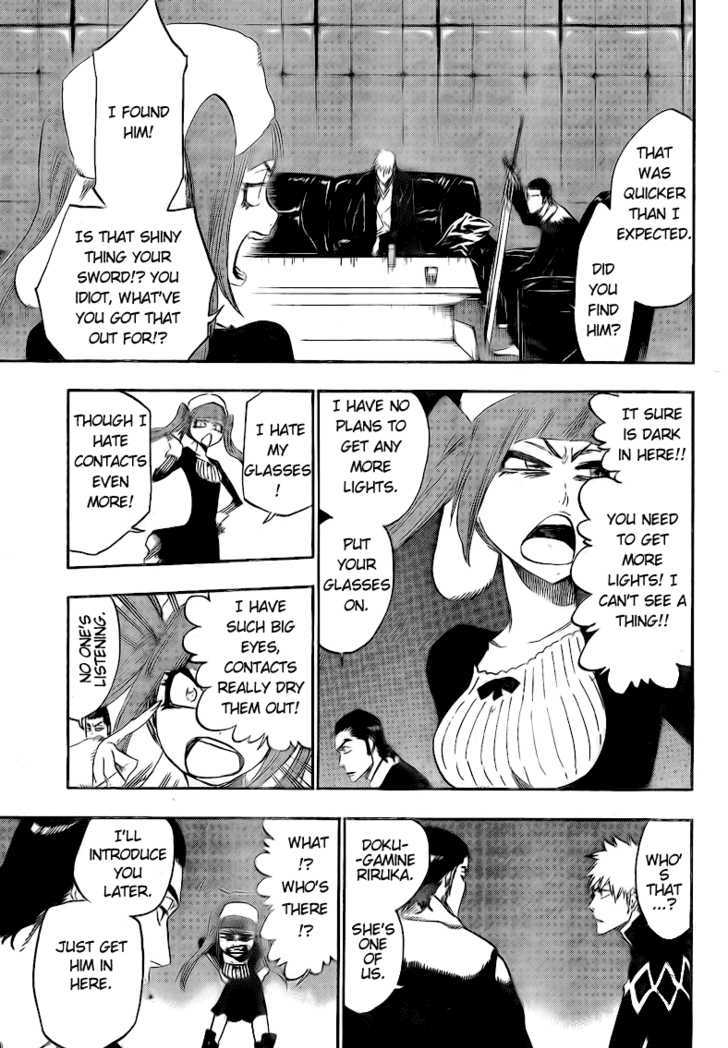 THAT
WAS
QUICKER
THAN I
EXPECTED.
DID
YOU
FIND
HIM?
I FOUND
HIM!
IS THAT SHINY
THING YOUR
SWORD!? YOU
IDIOT, WHAT'VE
YOU GOT THAT
OUT FOR!?
IT SURE
IS DARK
IN HERE!!
YOU NEED
TO GET
MORE
LIGHTS! I
CAN'T SEE A
THING!!
I HAVE NO
PLANS TO
GET ANY
MORE
LIGHTS.
PUT
YOUR
GLASSES
ON.
I HATE
MY
GLASSES
!
THOUGH I
HATE
CONTACTS
EVEN
MORE!
I HAVE
SUCH BIG
EYES,
CONTACTS
REALLY DRY
THEM OUT!
NO ONE'S
LISTENING.
WHO'S
THAT
...?
DOKU-
-GAMINE
RIRUKA.
SHE'S
ONE OF
US.
WHAT
!?
WHO'S
THERE
!?
I'LL
INTRODUCE
YOU
LATER.
JUST GET
HIM IN
HERE.